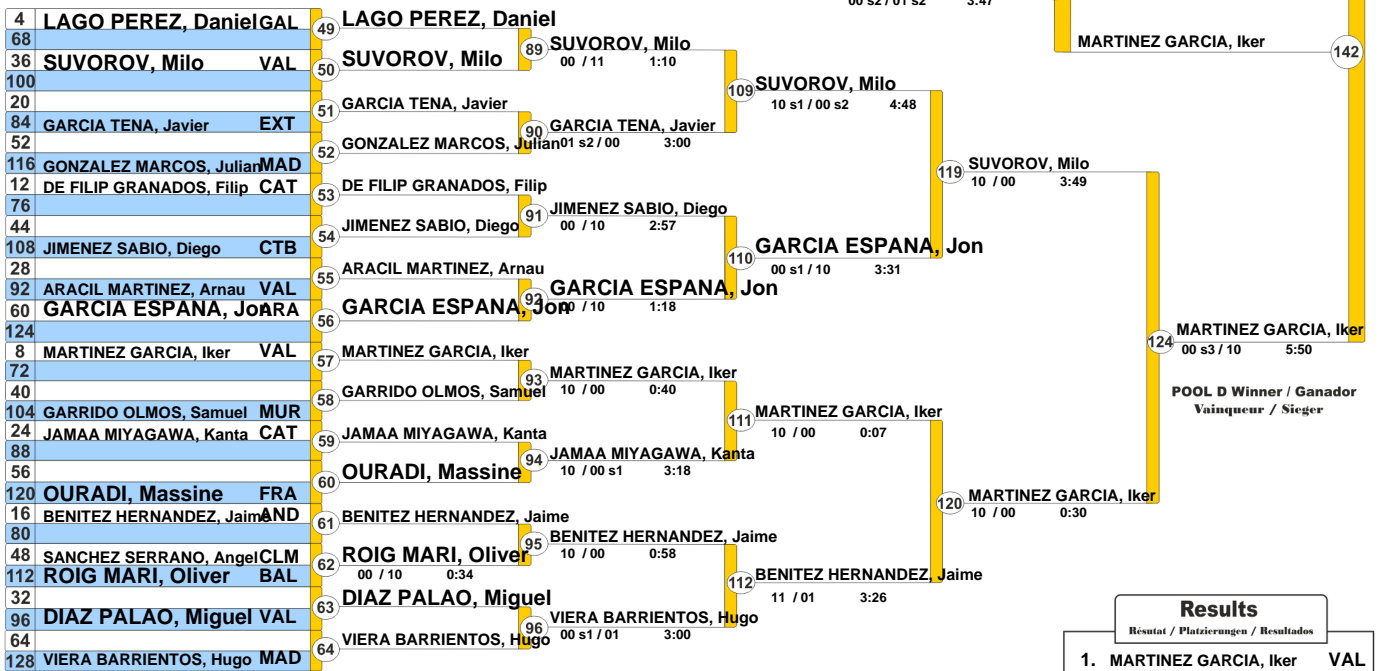 00 s2 / 01 s2 3:47
MARTINEZ GARCIA, Iker
142
4 LAGO PEREZ, Daniel GAL
68
36 SUVOROV, Milo VAL
100
20
84 GARCIA TENA, Javier EXT
52
116 GONZALEZ MARCOS, Julian MAD
12 DE FILIP GRANADOS, Filip CAT
76
44
108 JIMENEZ SABIO, Diego CTB
28
92 ARACIL MARTINEZ, Arnau VAL
60 GARCIA ESPANA, Jon ARA
124
8 MARTINEZ GARCIA, Iker VAL
72
40
104 GARRIDO OLMOS, Samuel MUR
24 JAMAA MIYAGAWA, Kanta CAT
88
56
120 OURADI, Massine FRA
16 BENITEZ HERNANDEZ, Jaime AND
80
48 SANCHEZ SERRANO, Angel CLM
112 ROIG MARI, Oliver BAL
32
96 DIAZ PALAO, Miguel VAL
64
128 VIERA BARRIENTOS, Hugo MAD
49 LAGO PEREZ, Daniel
50 SUVOROV, Milo
51 GARCIA TENA, Javier
52 GONZALEZ MARCOS, Julian
53 DE FILIP GRANADOS, Filip
54 JIMENEZ SABIO, Diego
55 ARACIL MARTINEZ, Arnau
56 GARCIA ESPANA, Jon
57 MARTINEZ GARCIA, Iker
58 GARRIDO OLMOS, Samuel
59 JAMAA MIYAGAWA, Kanta
60 OURADI, Massine
61 BENITEZ HERNANDEZ, Jaime
62 ROIG MARI, Oliver
00 / 10 0:34
63 DIAZ PALAO, Miguel
64 VIERA BARRIENTOS, Hugo
89 SUVOROV, Milo
00 / 11 1:10
90 GARCIA TENA, Javier
01 s2 / 00 3:00
91 JIMENEZ SABIO, Diego
00 / 10 2:57
92 GARCIA ESPANA, Jon
00 / 10 1:18
93 MARTINEZ GARCIA, Iker
10 / 00 0:40
94 JAMAA MIYAGAWA, Kanta
10 / 00 s1 3:18
95 BENITEZ HERNANDEZ, Jaime
10 / 00 0:58
96 VIERA BARRIENTOS, Hugo
00 s1 / 01 3:00
109 SUVOROV, Milo
10 s1 / 00 s2 4:48
110 GARCIA ESPANA, Jon
00 s1 / 10 3:31
111 MARTINEZ GARCIA, Iker
10 / 00 0:07
112 BENITEZ HERNANDEZ, Jaime
11 / 01 3:26
119 SUVOROV, Milo
10 / 00 3:49
120 MARTINEZ GARCIA, Iker
10 / 00 0:30
124 MARTINEZ GARCIA, Iker
00 s3 / 10 5:50
POOL D Winner / Ganador
Vainqueur / Sieger
Results
Résutat / Platzierungen / Resultados
1. MARTINEZ GARCIA, Iker VAL